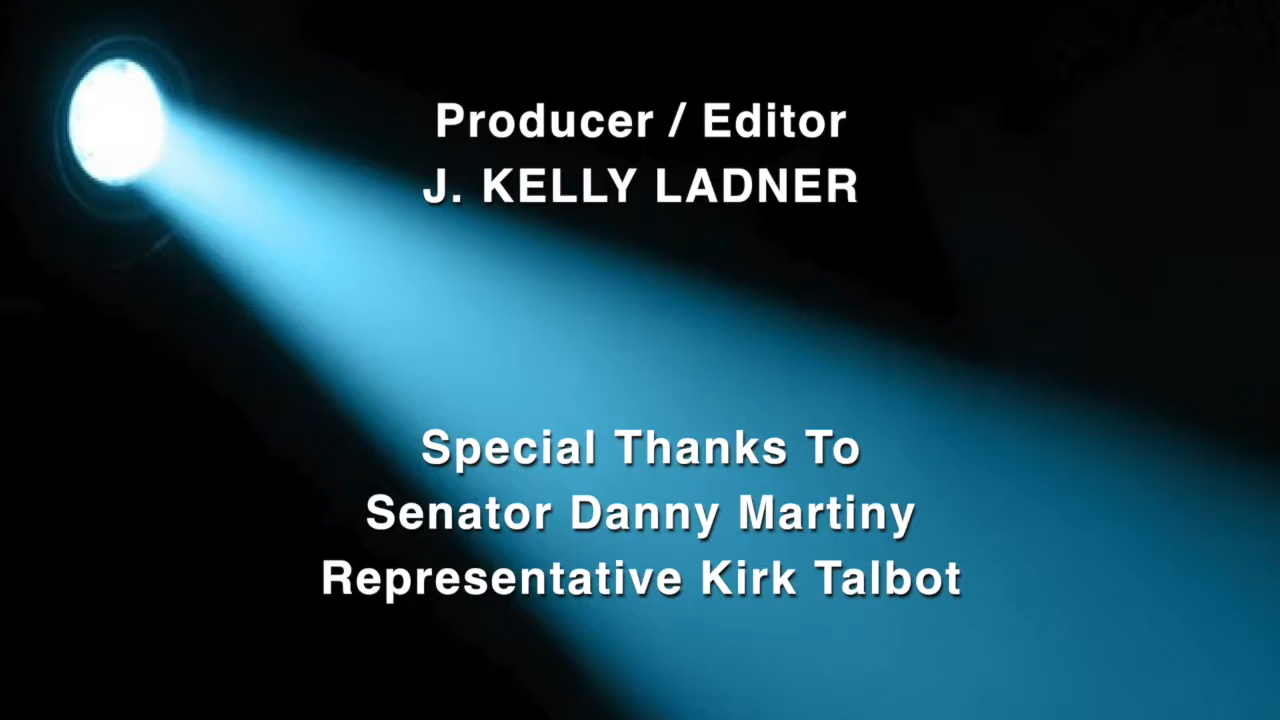 Producer / Editor
J. KELLY LADNER
Special Thanks To
Senator Danny Martiny
Representative Kirk Talbot